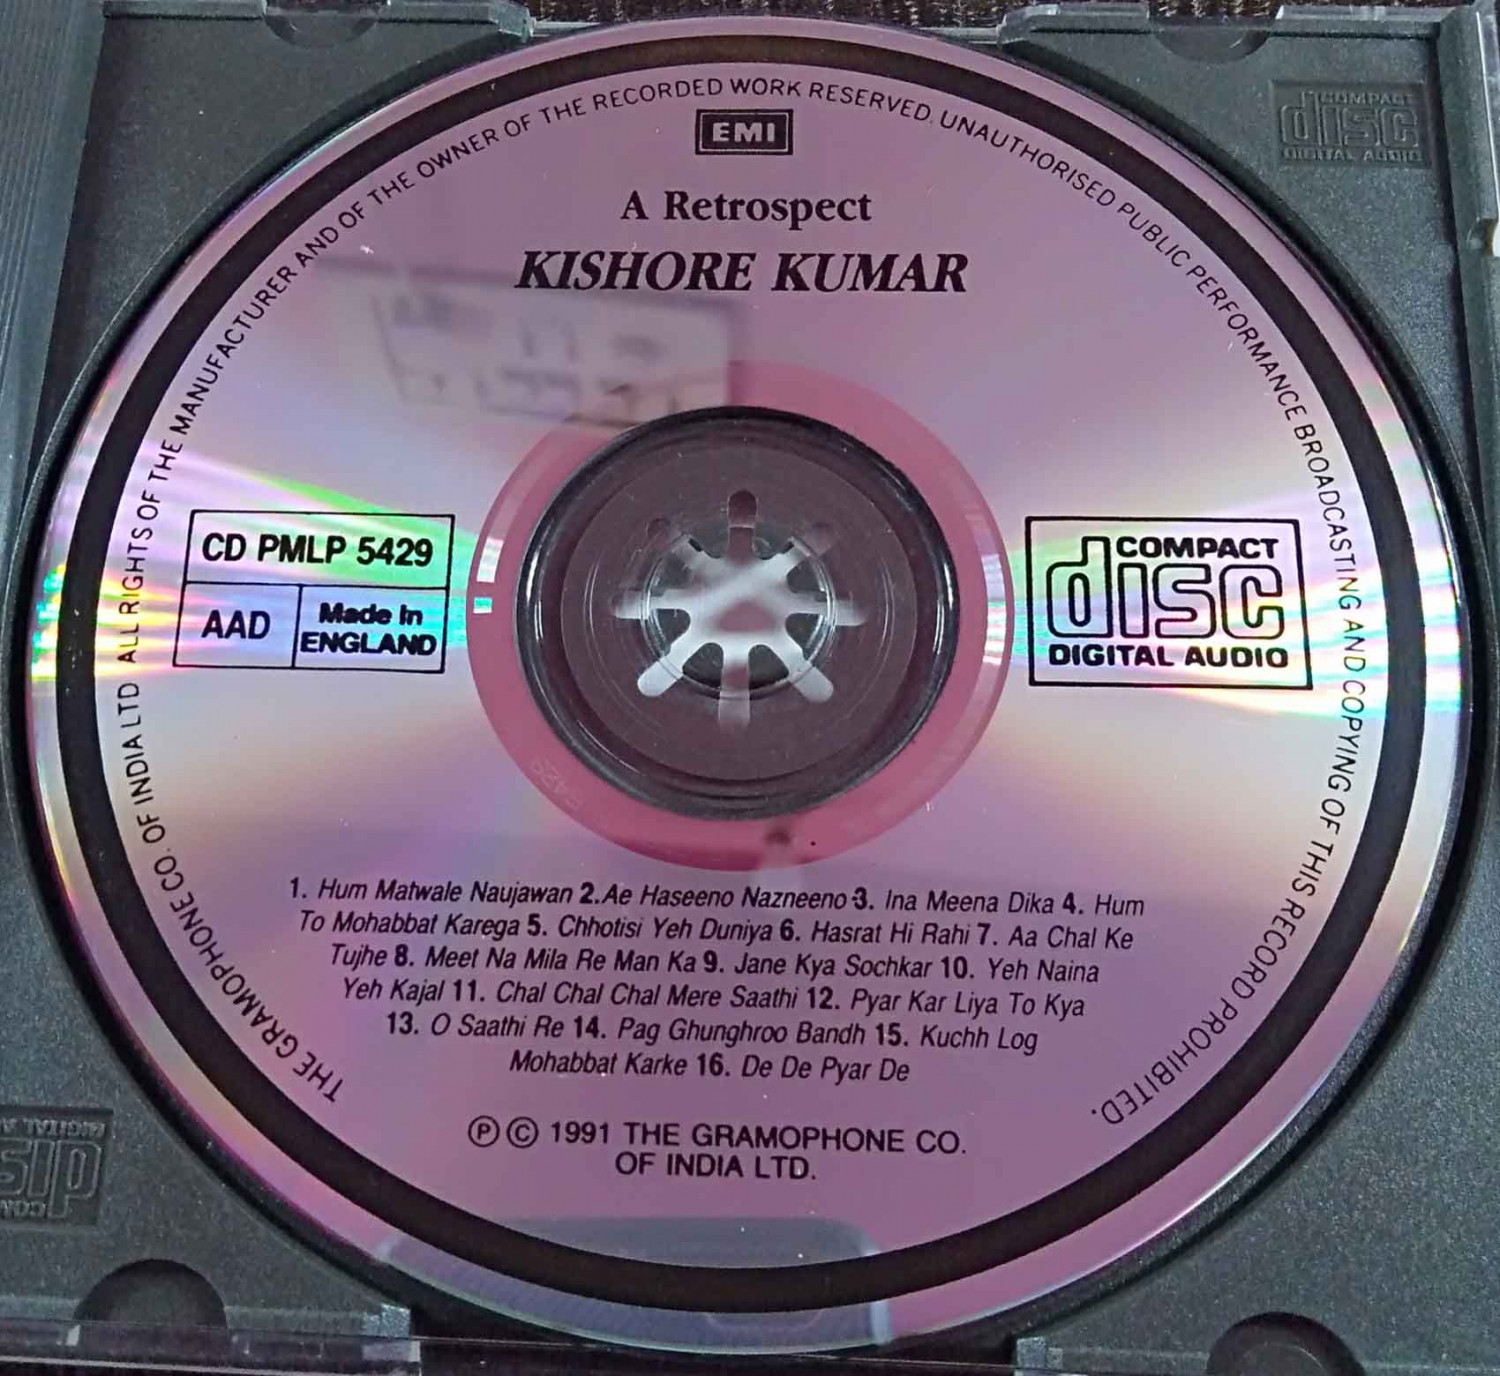 THE GRAMOPHONE CO. OF INDIA LTD ALL RIGHTS OF THE MANUFACTURER AND OF THE OWNER OF THE RECORDED WORK RESERVED. UNAUTHORISED PUBLIC PERFORMANCE BROADCASTING AND COPYING OF THIS RECORD PROHIBITED.
EMI
A Retrospect
KISHORE KUMAR
CD PMLP 5429
AAD
Made In
ENGLAND
COMPACT
disc
DIGITAL AUDIO
1. Hum Matwale Naujawan 2.Ae Haseeno Nazneeno 3. Ina Meena Dika 4. Hum
To Mohabbat Karega 5. Chhotisi Yeh Duniya 6. Hasrat Hi Rahi 7. Aa Chal Ke
Tujhe 8. Meet Na Mila Re Man Ka 9. Jane Kya Sochkar 10. Yeh Naina
Yeh Kajal 11. Chal Chal Chal Mere Saathi 12. Pyar Kar Liya To Kya
13. O Saathi Re 14. Pag Ghunghroo Bandh 15. Kuchh Log
Mohabbat Karke 16. De De Pyar De
℗ © 1991 THE GRAMOPHONE CO.
OF INDIA LTD.
COMPACT
disc
DIGITAL AUDIO